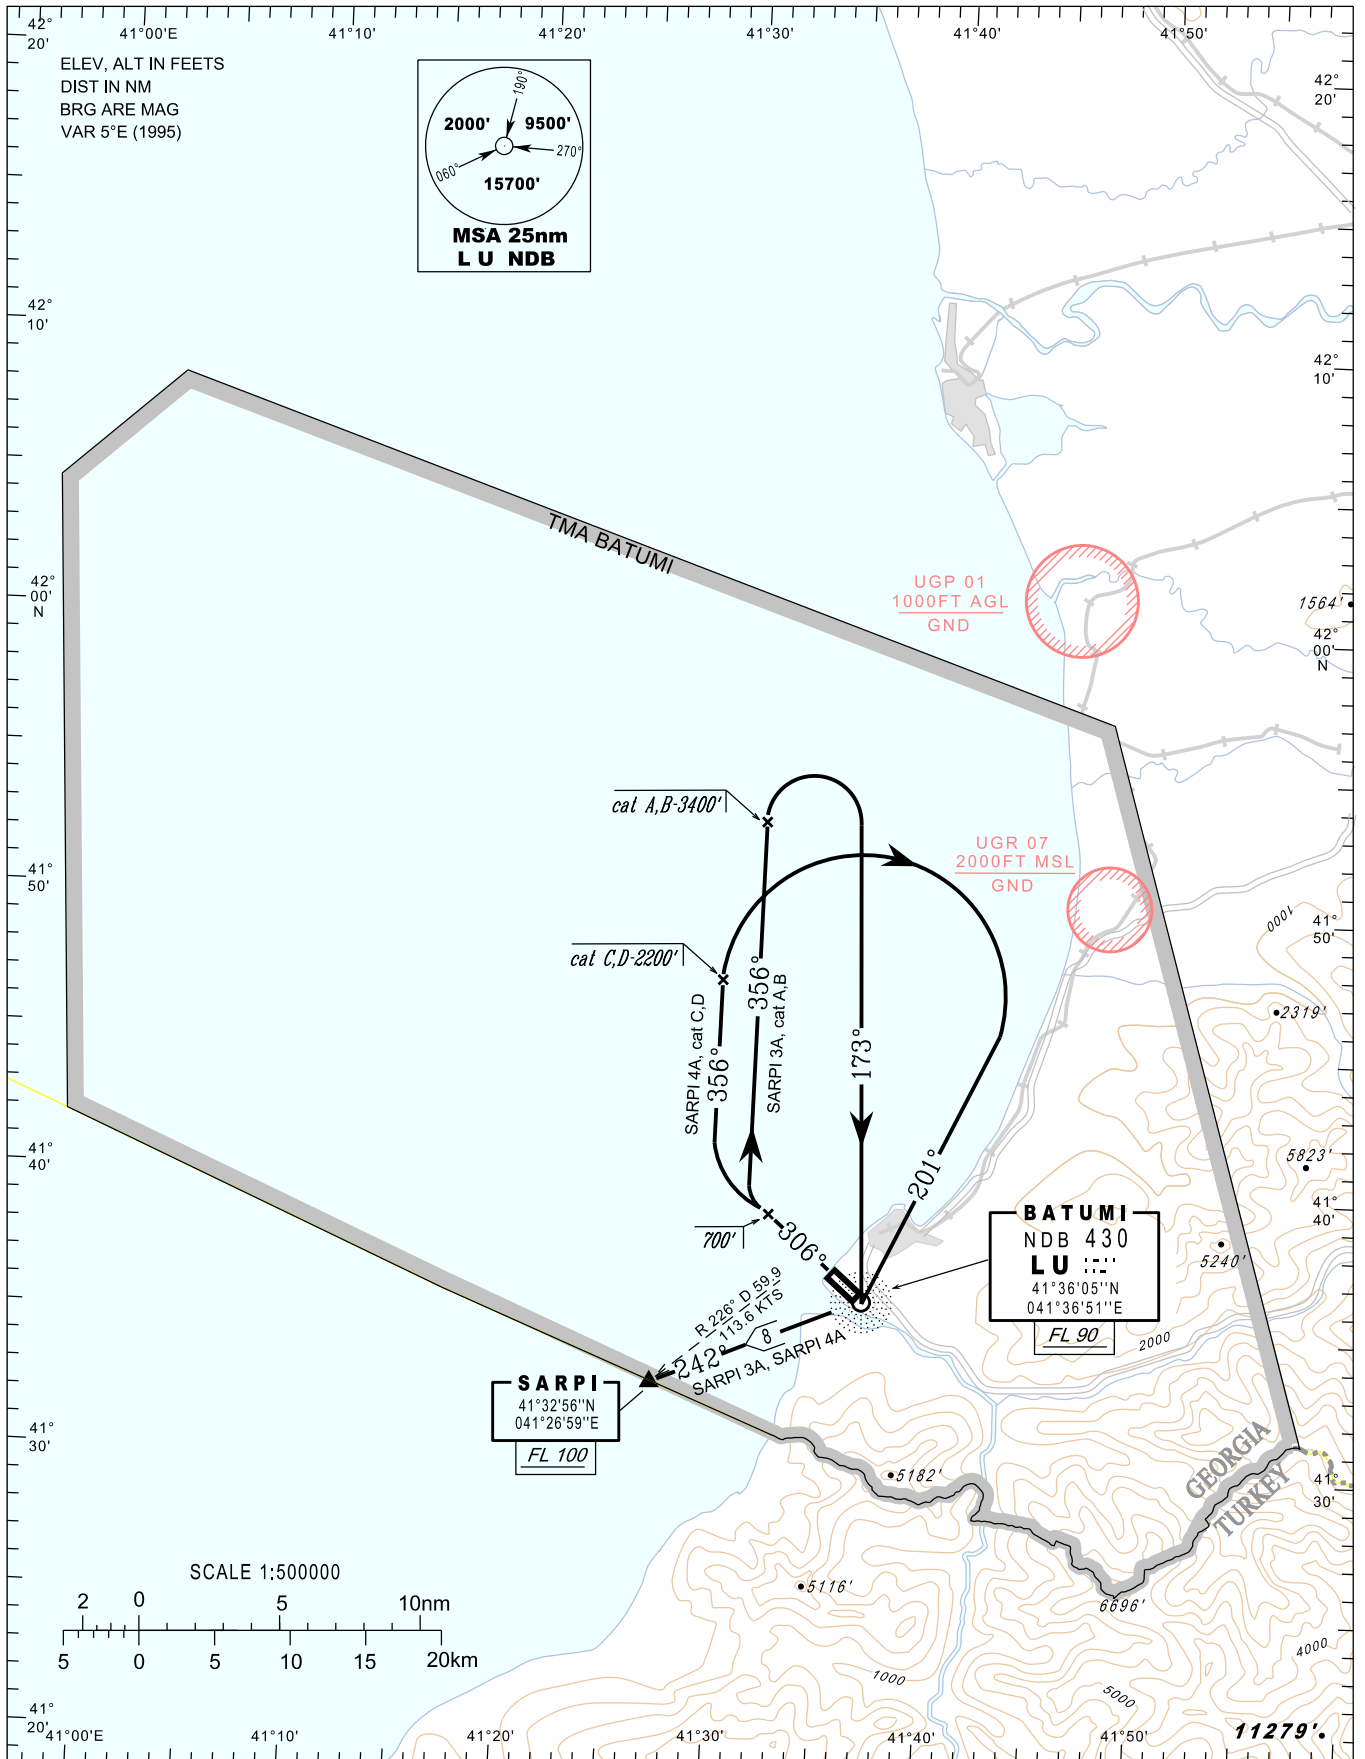 42°
20'
41°00'E
41°10'
41°20'
41°30'
41°40'
41°50'
ELEV, ALT IN FEETS
DIST IN NM
BRG ARE MAG
VAR 5°E (1995)
190°
2000'
9500'
060°
270°
15700'
MSA 25nm
L U NDB
42°
20'
42°
10'
42°
10'
TMA BATUMI
42°
00'
N
UGP 01
1000FT AGL
GND
1564'
42°
00'
N
cat A,B-3400'
UGR 07
2000FT MSL
GND
41°
50'
1000
41°
50'
cat C,D-2200'
356°
SARPI 3A, cat A,B
SARPI 4A, cat C,D
356°
173°
2319'
41°
40'
5823'
201°
700'
306°
41°
40'
5240'
BATUMI
NDB 430
LU
41°36'05''N
041°36'51''E
FL 90
2000
R 226° D 59.9
113.6 KTS
242°
8
SARPI 3A, SARPI 4A
SARPI
41°32'56''N
041°26'59''E
FL 100
41°
30'
GEORGIA
TURKEY
5182'
41°
30'
SCALE 1:500000
2 0 5 10nm
5 0 5 10 15 20km
5116'
6696'
4000
1000
5000
11279'
41°
20'
41°00'E
41°10'
41°20'
41°30'
41°40'
41°50'